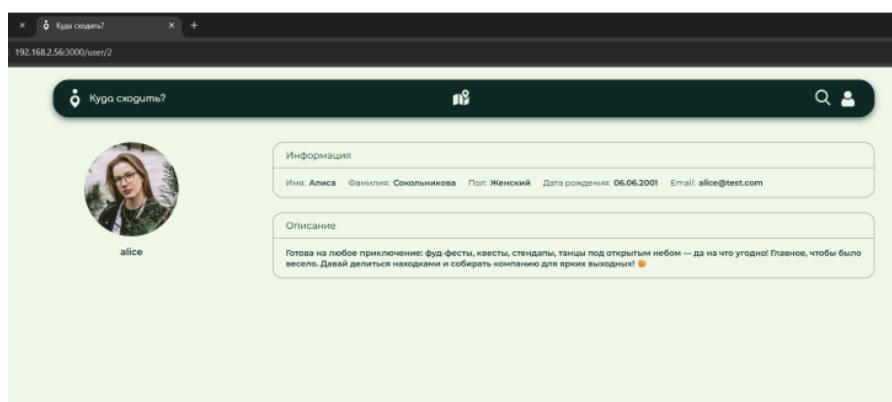 Куда сходить?
192.168.2.56:3000/user/2
Куда сходить?
Информация
Имя: Алиса Фамилия: Сокольникова Пол: Женский Дата рождения: 06.06.2001 Email: alice@test.com
alice
Описание
Готова на любое приключение: фуд-фесты, квесты, стендапы, танцы под открытым небом — да на что угодно! Главное, чтобы было
весело. Давай делиться находками и собирать компанию для ярких выходных! 😊